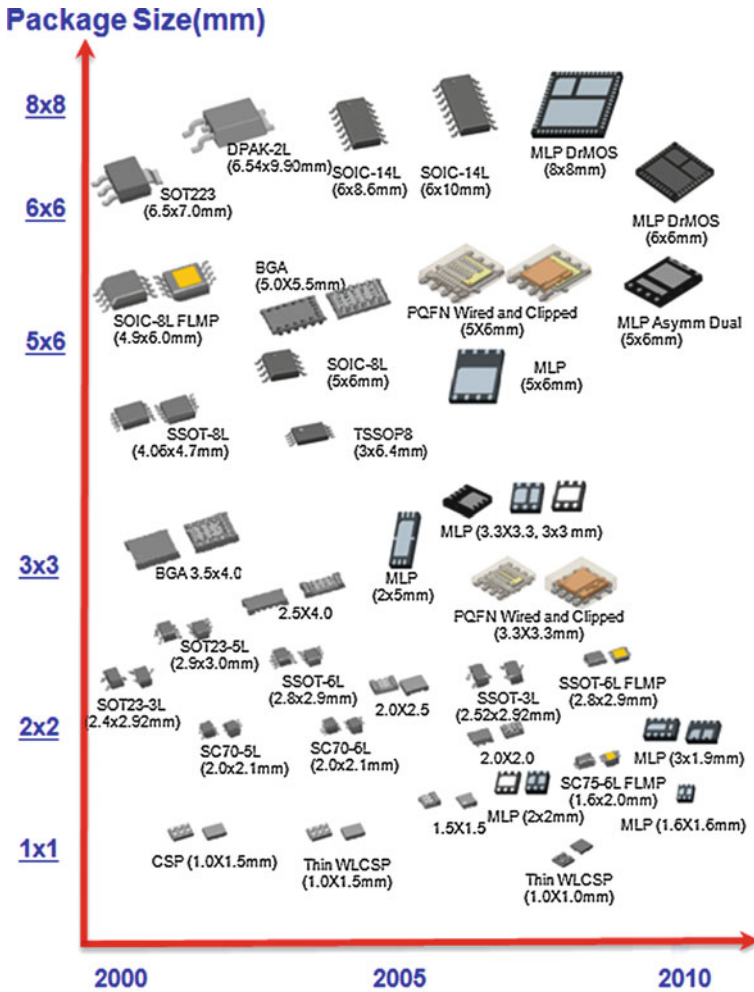 Package Size(mm)
8x8
DPAK-2L
(6.54x9.90mm)
SOIC-14L
(6x8.6mm)
SOIC-14L
(6x10mm)
MLP DrMOS
(8x8mm)
SOT223
(6.5x7.0mm)
6x6
MLP DrMOS
(6x6mm)
BGA
(5.0X5.5mm)
SOIC-8L FLMP
(4.9x6.0mm)
PQFN Wired and Clipped
(5X6mm)
MLP Asymm Dual
(5x6mm)
5x6
SOIC-8L
(5x6mm)
MLP
(5x6mm)
SSOT-8L
(4.06x4.7mm)
TSSOP8
(3x6.4mm)
MLP (3.3X3.3, 3x3 mm)
3x3
BGA 3.5x4.0
MLP
(2x5mm)
2.5X4.0
PQFN Wired and Clipped
(3.3X3.3mm)
SOT23-5L
(2.9x3.0mm)
SSOT-6L
(2.8x2.9mm)
SOT23-3L
(2.4x2.92mm)
2.0X2.5
SSOT-3L
(2.52x2.92mm)
SSOT-6L FLMP
(2.8x2.9mm)
2x2
SC70-5L
(2.0x2.1mm)
SC70-6L
(2.0x2.1mm)
2.0X2.0
MLP (3x1.9mm)
SC75-6L FLMP
(1.6x2.0mm)
1.5X1.5
MLP (2x2mm)
MLP (1.6X1.6mm)
1x1
CSP (1.0X1.5mm)
Thin WLCSP
(1.0X1.5mm)
Thin WLCSP
(1.0X1.0mm)
2000
2005
2010